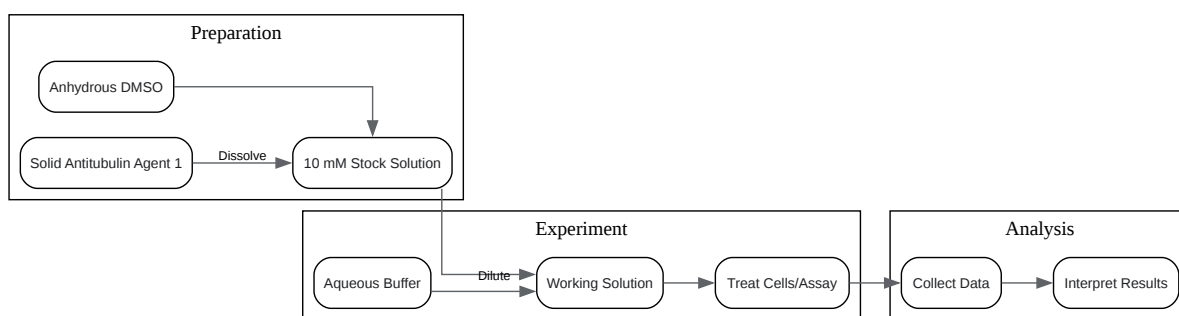 Preparation
Anhydrous DMSO
Solid Antitubulin Agent 1
Dissolve
10 mM Stock Solution
Experiment
Aqueous Buffer
Dilute
Working Solution
Treat Cells/Assay
Analysis
Collect Data
Interpret Results